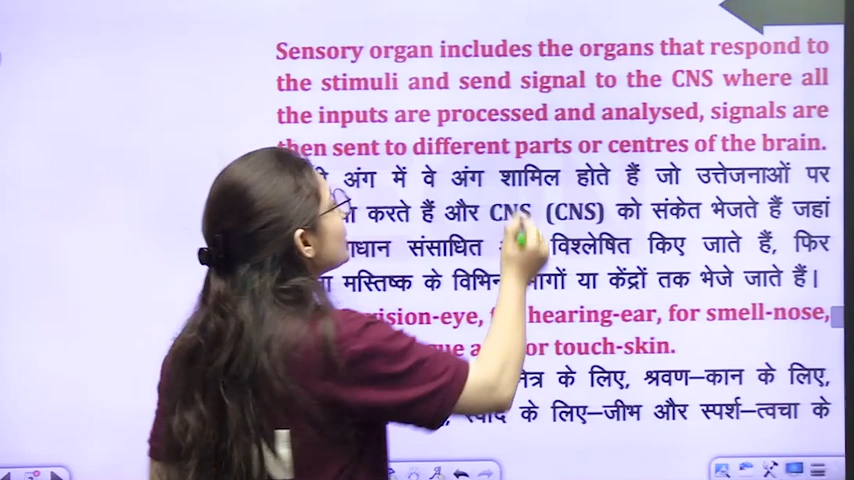 Sensory organ includes the organs that respond to
the stimuli and send signal to the CNS where all
the inputs are processed and analysed, signals are
then sent to different parts or centres of the brain.
अंग में वे अंग शामिल होते हैं जो उत्तेजनाओं पर
करते हैं और CNS (CNS) को संकेत भेजते हैं जहां
संसाधित विश्लेषित किए जाते हैं, फिर
मस्तिष्क के या केंद्रों तक भेजे जाते हैं।
vision-eye, hearing-ear, for smell-nose,
touch-skin.
के लिए, श्रवण–कान के लिए,
के लिए–जीभ और स्पर्श–त्वचा के